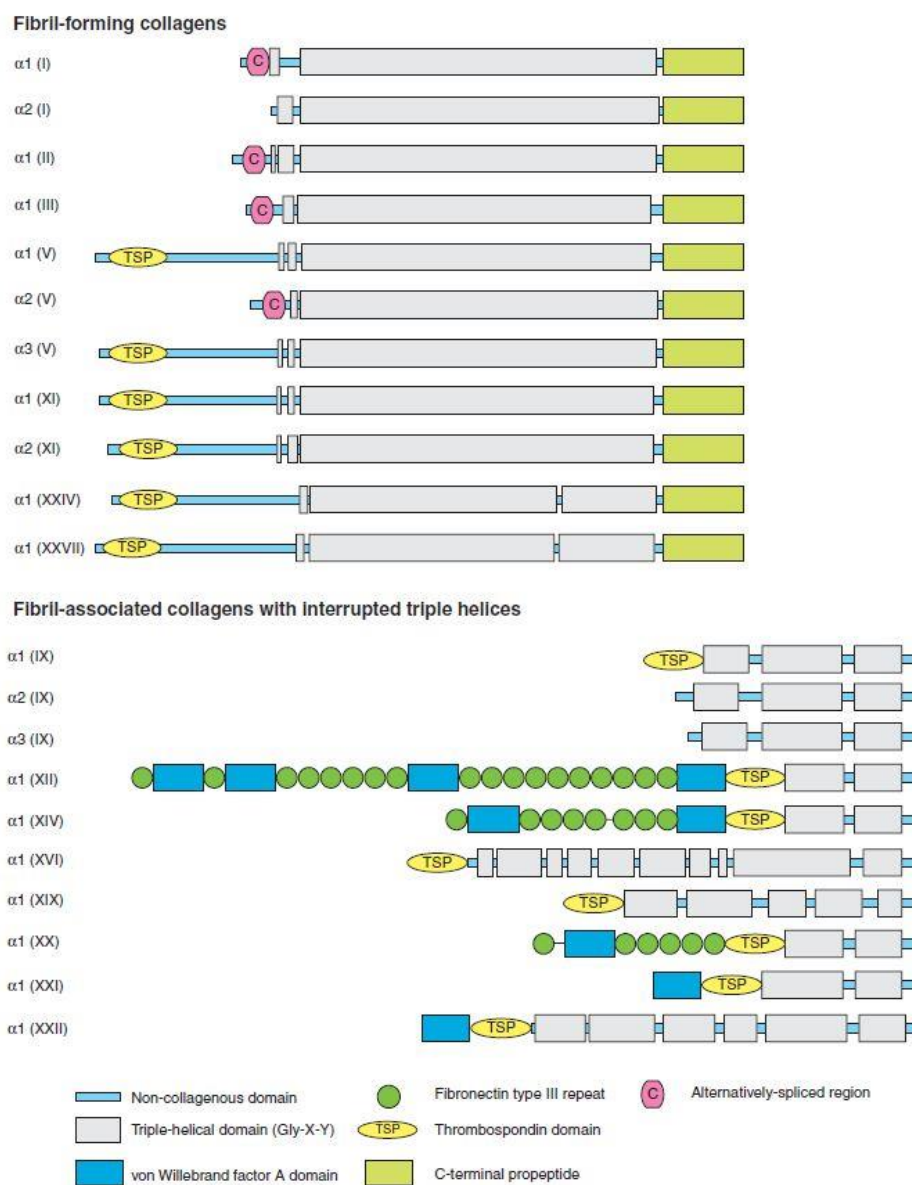 Fibril-forming collagens
α1 (I)
C
α2 (I)
α1 (II)
C
α1 (III)
C
α1 (V)
TSP
α2 (V)
C
α3 (V)
TSP
α1 (XI)
TSP
α2 (XI)
TSP
α1 (XXIV)
TSP
α1 (XXVII)
TSP
Fibril-associated collagens with interrupted triple helices
α1 (IX)
TSP
α2 (IX)
α3 (IX)
α1 (XII)
TSP
α1 (XIV)
TSP
α1 (XVI)
TSP
α1 (XIX)
TSP
α1 (XX)
TSP
α1 (XXI)
TSP
α1 (XXII)
TSP
Non-collagenous domain
Fibronectin type III repeat
C Alternatively-spliced region
Triple-helical domain (Gly-X-Y)
TSP Thrombospondin domain
von Willebrand factor A domain
C-terminal propeptide